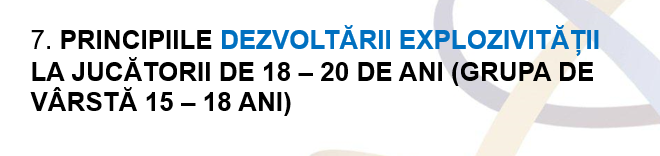 7. PRINCIPIILE DEZVOLTĂRII EXPLOZIVITĂȚII
LA JUCĂTORII DE 18 – 20 DE ANI (GRUPA DE
VÂRSTĂ 15 – 18 ANI)